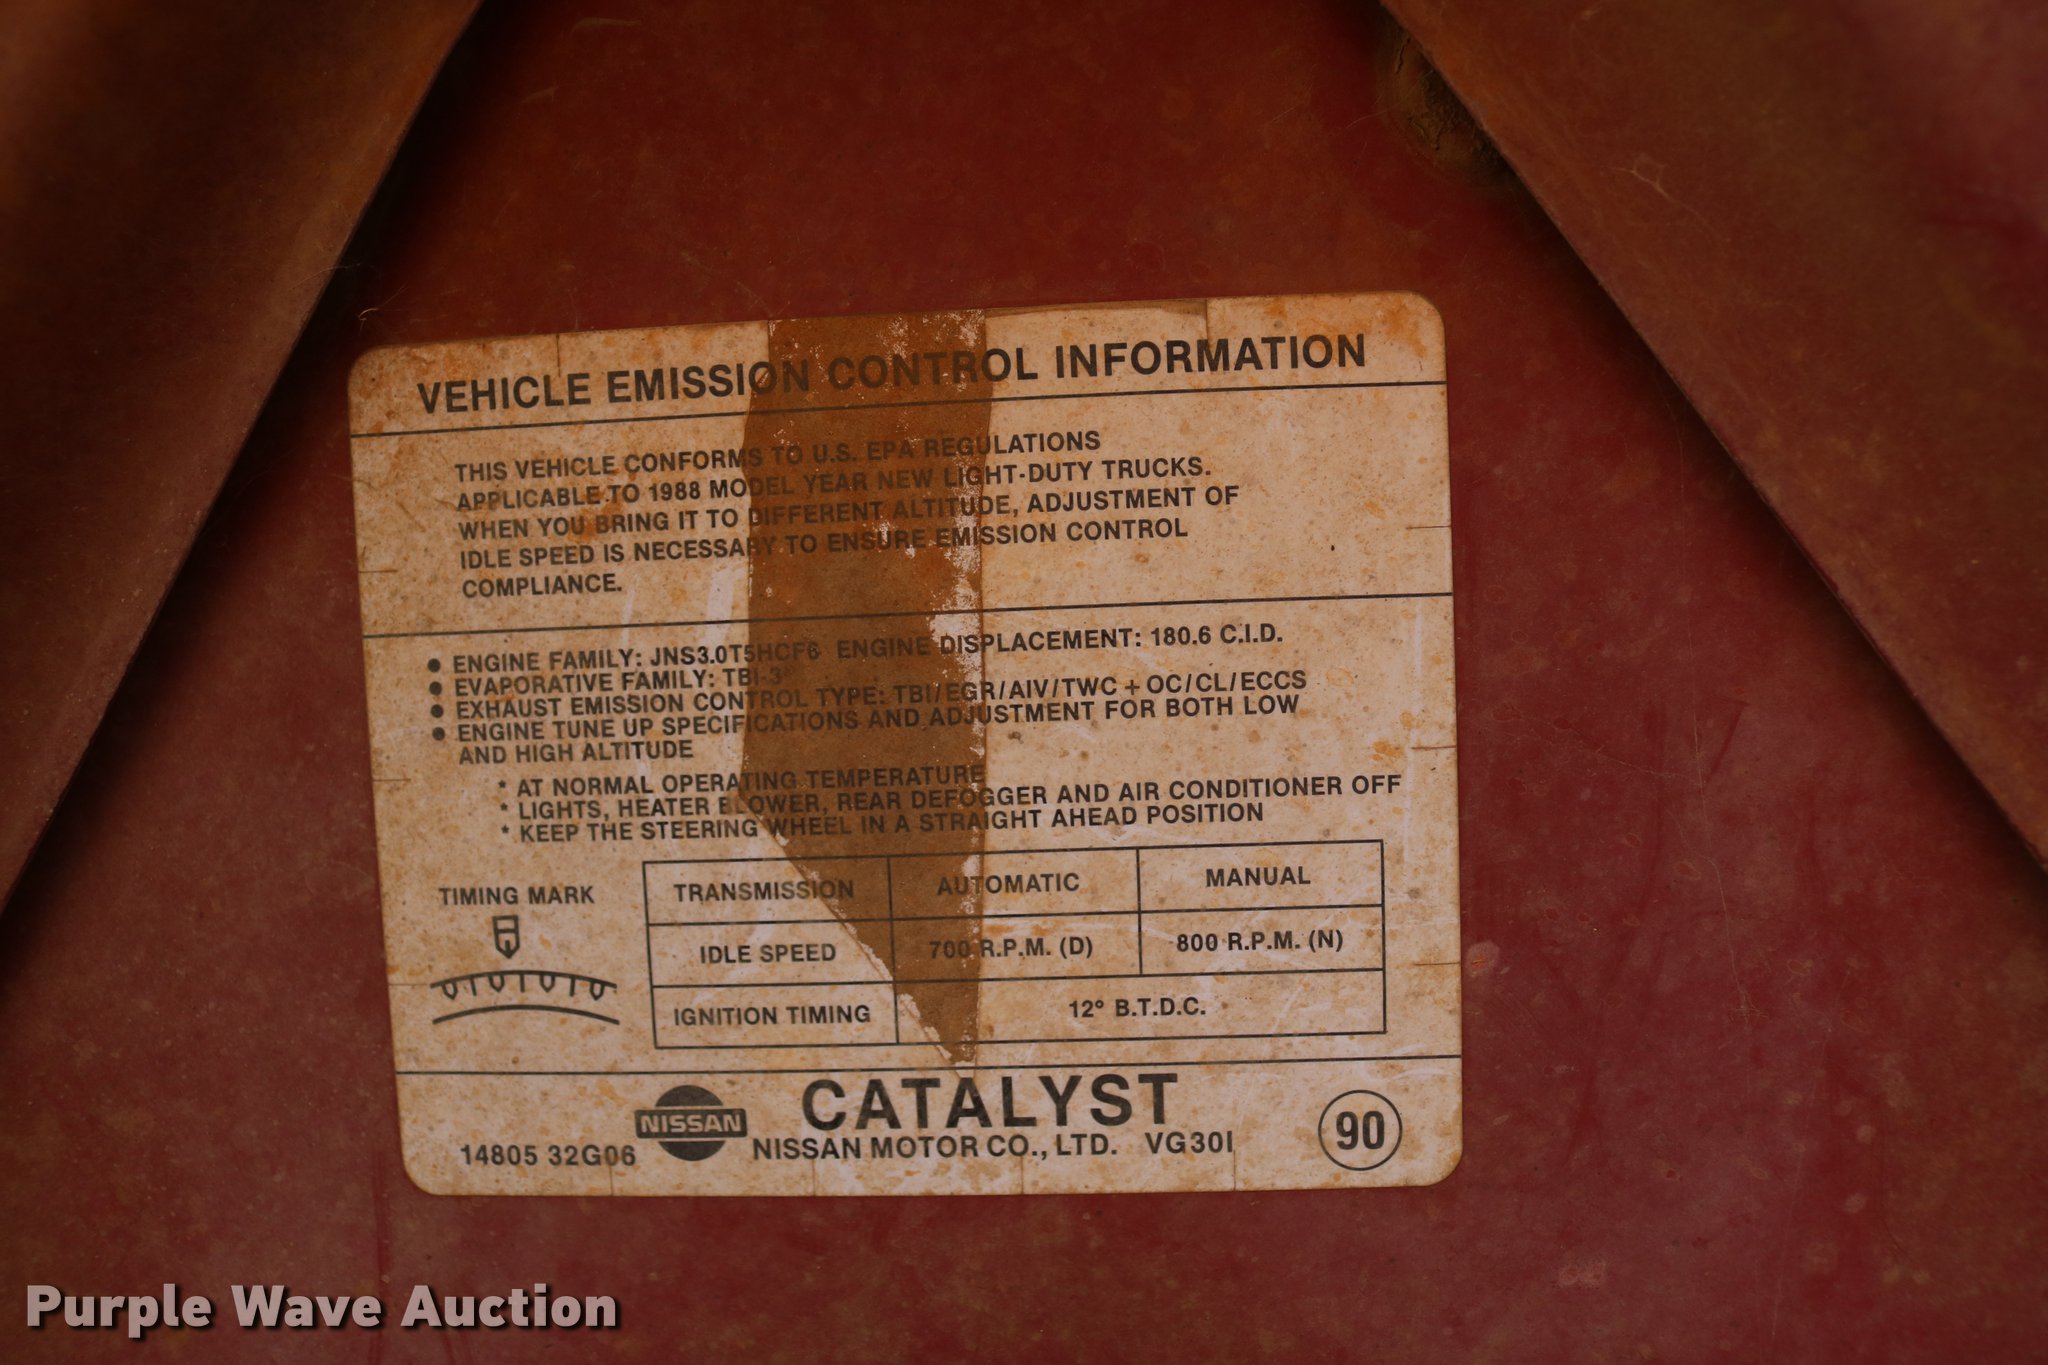 VEHICLE EMISSION CONTROL INFORMATION
THIS VEHICLE CONFORMS TO U.S. EPA REGULATIONS
APPLICABLE TO 1988 MODEL YEAR NEW LIGHT-DUTY TRUCKS.
WHEN YOU BRING IT TO DIFFERENT ALTITUDE, ADJUSTMENT OF
IDLE SPEED IS NECESSARY TO ENSURE EMISSION CONTROL
COMPLIANCE.
● ENGINE FAMILY: JNS3.0T5HCF6 ENGINE DISPLACEMENT: 180.6 C.I.D.
● EVAPORATIVE FAMILY: TBI-3
● EXHAUST EMISSION CONTROL TYPE: TBI/EGR/AIV/TWC+OC/CL/ECCS
● ENGINE TUNE UP SPECIFICATIONS AND ADJUSTMENT FOR BOTH LOW
AND HIGH ALTITUDE
* AT NORMAL OPERATING TEMPERATURE
* LIGHTS, HEATER BLOWER, REAR DEFOGGER AND AIR CONDITIONER OFF
* KEEP THE STEERING WHEEL IN A STRAIGHT AHEAD POSITION
TIMING MARK
TRANSMISSION AUTOMATIC MANUAL
IDLE SPEED 700 R.P.M. (D) 800 R.P.M. (N)
IGNITION TIMING 12° B.T.D.C.
CATALYST
NISSAN
14805 32G06 NISSAN MOTOR CO., LTD. VG30I 90
Purple Wave Auction